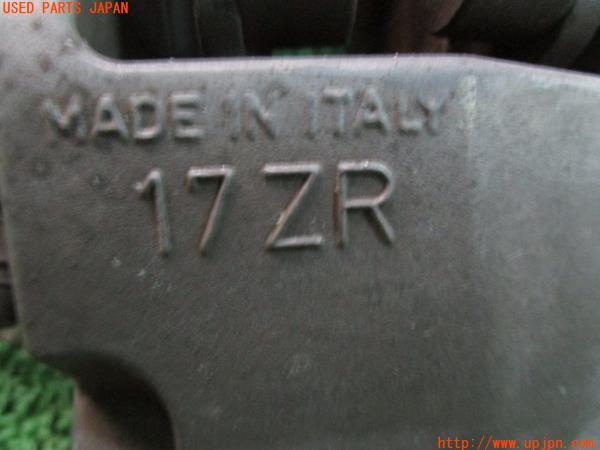 USED PARTS JAPAN
MADE IN ITALY
17ZR
http://www.upjpn.com/